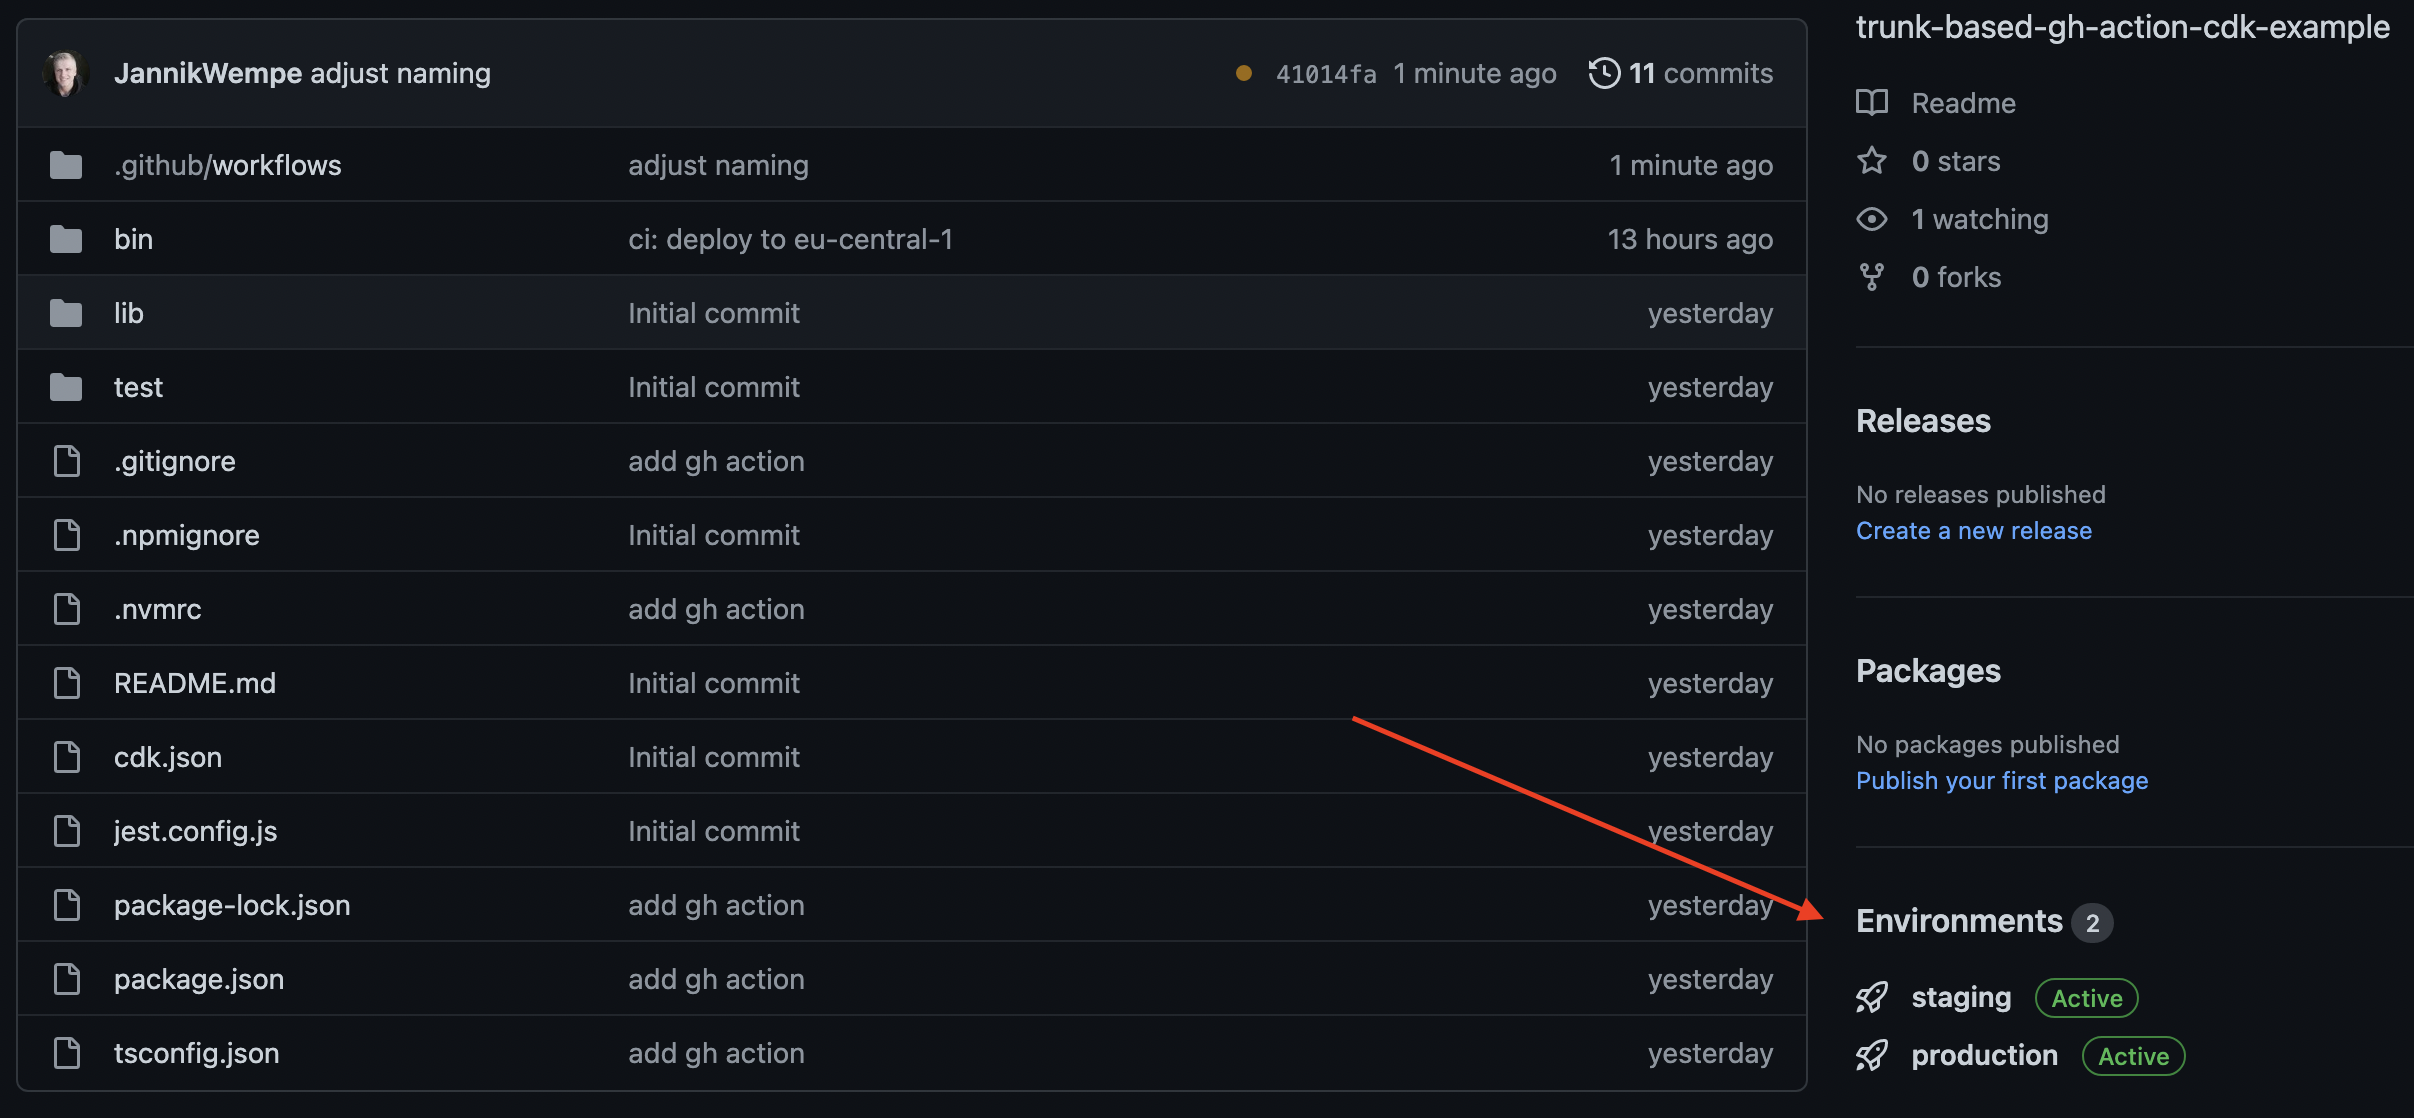 JannikWempe adjust naming 41014fa 1 minute ago 11 commits
.github/workflows adjust naming 1 minute ago
bin ci: deploy to eu-central-1 13 hours ago
lib Initial commit yesterday
test Initial commit yesterday
.gitignore add gh action yesterday
.npmignore Initial commit yesterday
.nvmrc add gh action yesterday
README.md Initial commit yesterday
cdk.json Initial commit yesterday
jest.config.js Initial commit yesterday
package-lock.json add gh action yesterday
package.json add gh action yesterday
tsconfig.json add gh action yesterday
trunk-based-gh-action-cdk-example
Readme
0 stars
1 watching
0 forks
Releases
No releases published
Create a new release
Packages
No packages published
Publish your first package
Environments 2
staging Active
production Active